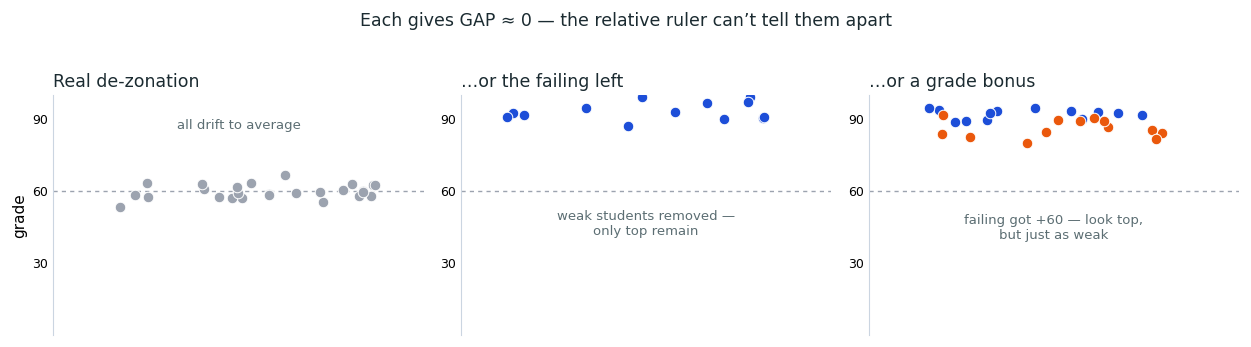 Each gives GAP ≈ 0 — the relative ruler can’t tell them apart
Real de-zonation
…or the failing left
…or a grade bonus
grade
90
60
30
all drift to average
90
60
30
weak students removed —
only top remain
90
60
30
failing got +60 — look top,
but just as weak